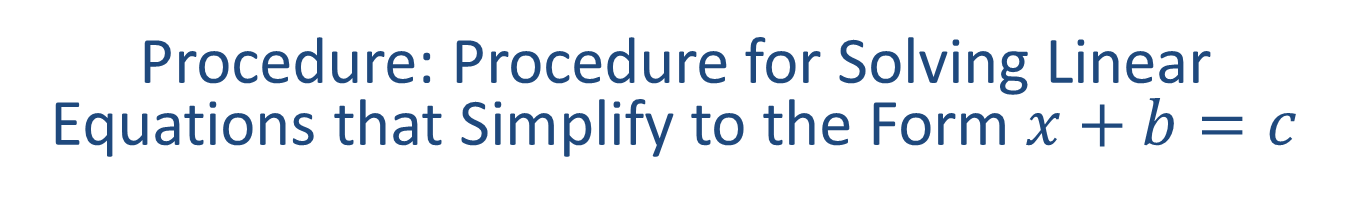 Procedure: Procedure for Solving Linear
Equations that Simplify to the Form x + b = c